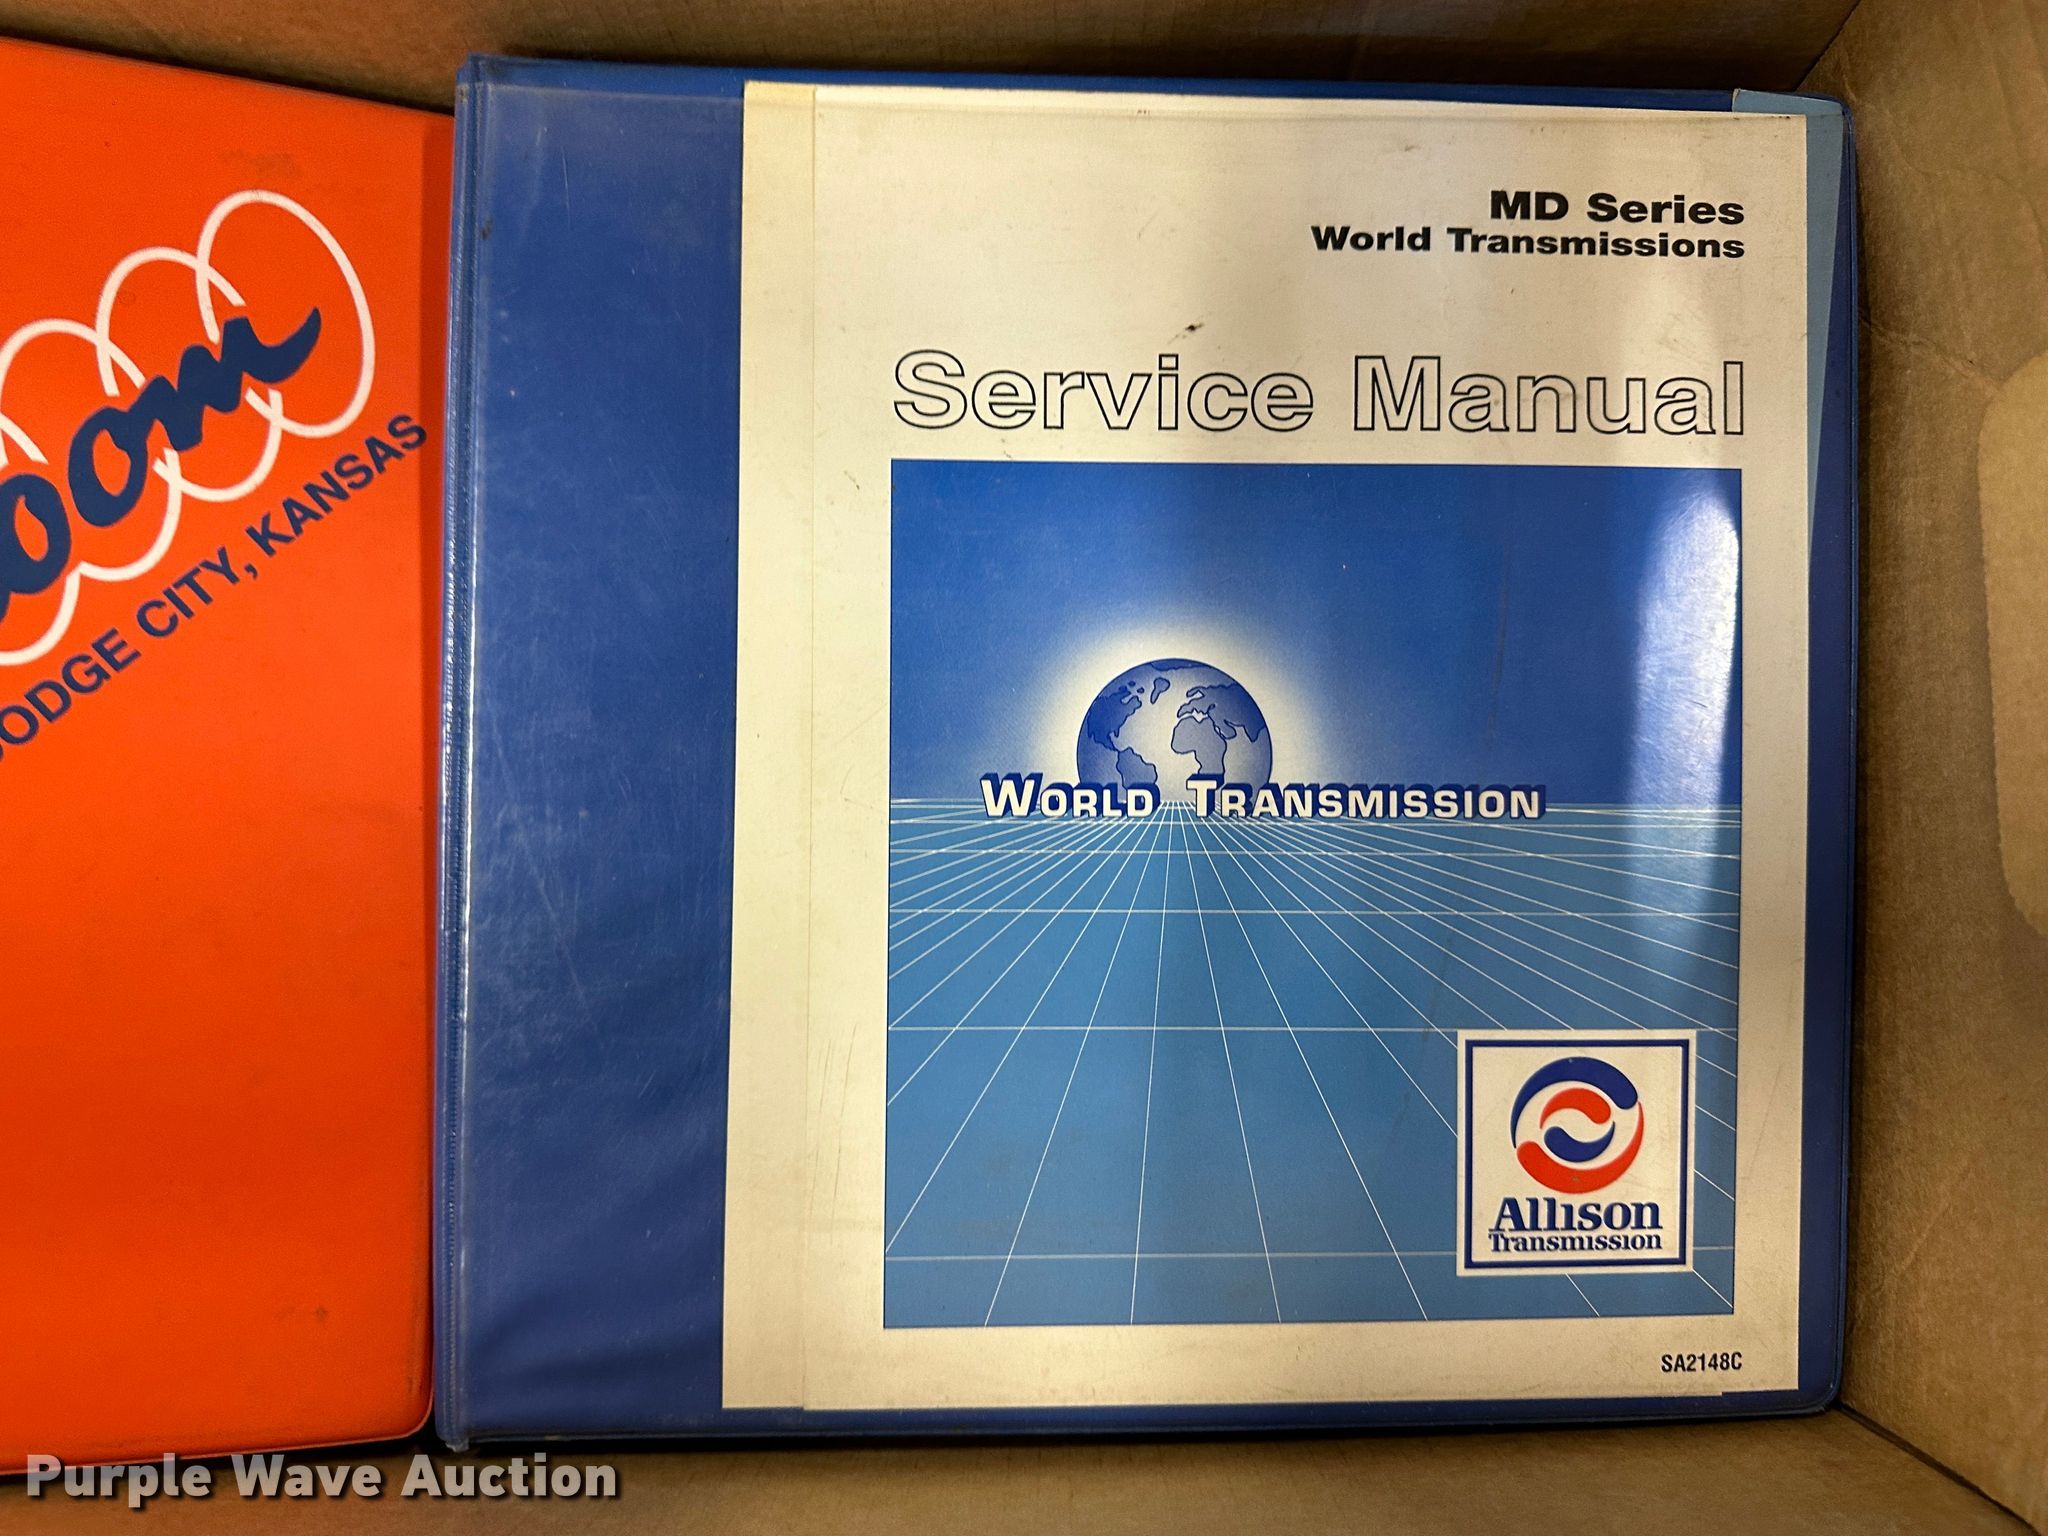 DODGE CITY, KANSAS
MD Series
World Transmissions
Service Manual
WORLD TRANSMISSION
Allison
Transmission
SA2148C
Purple Wave Auction